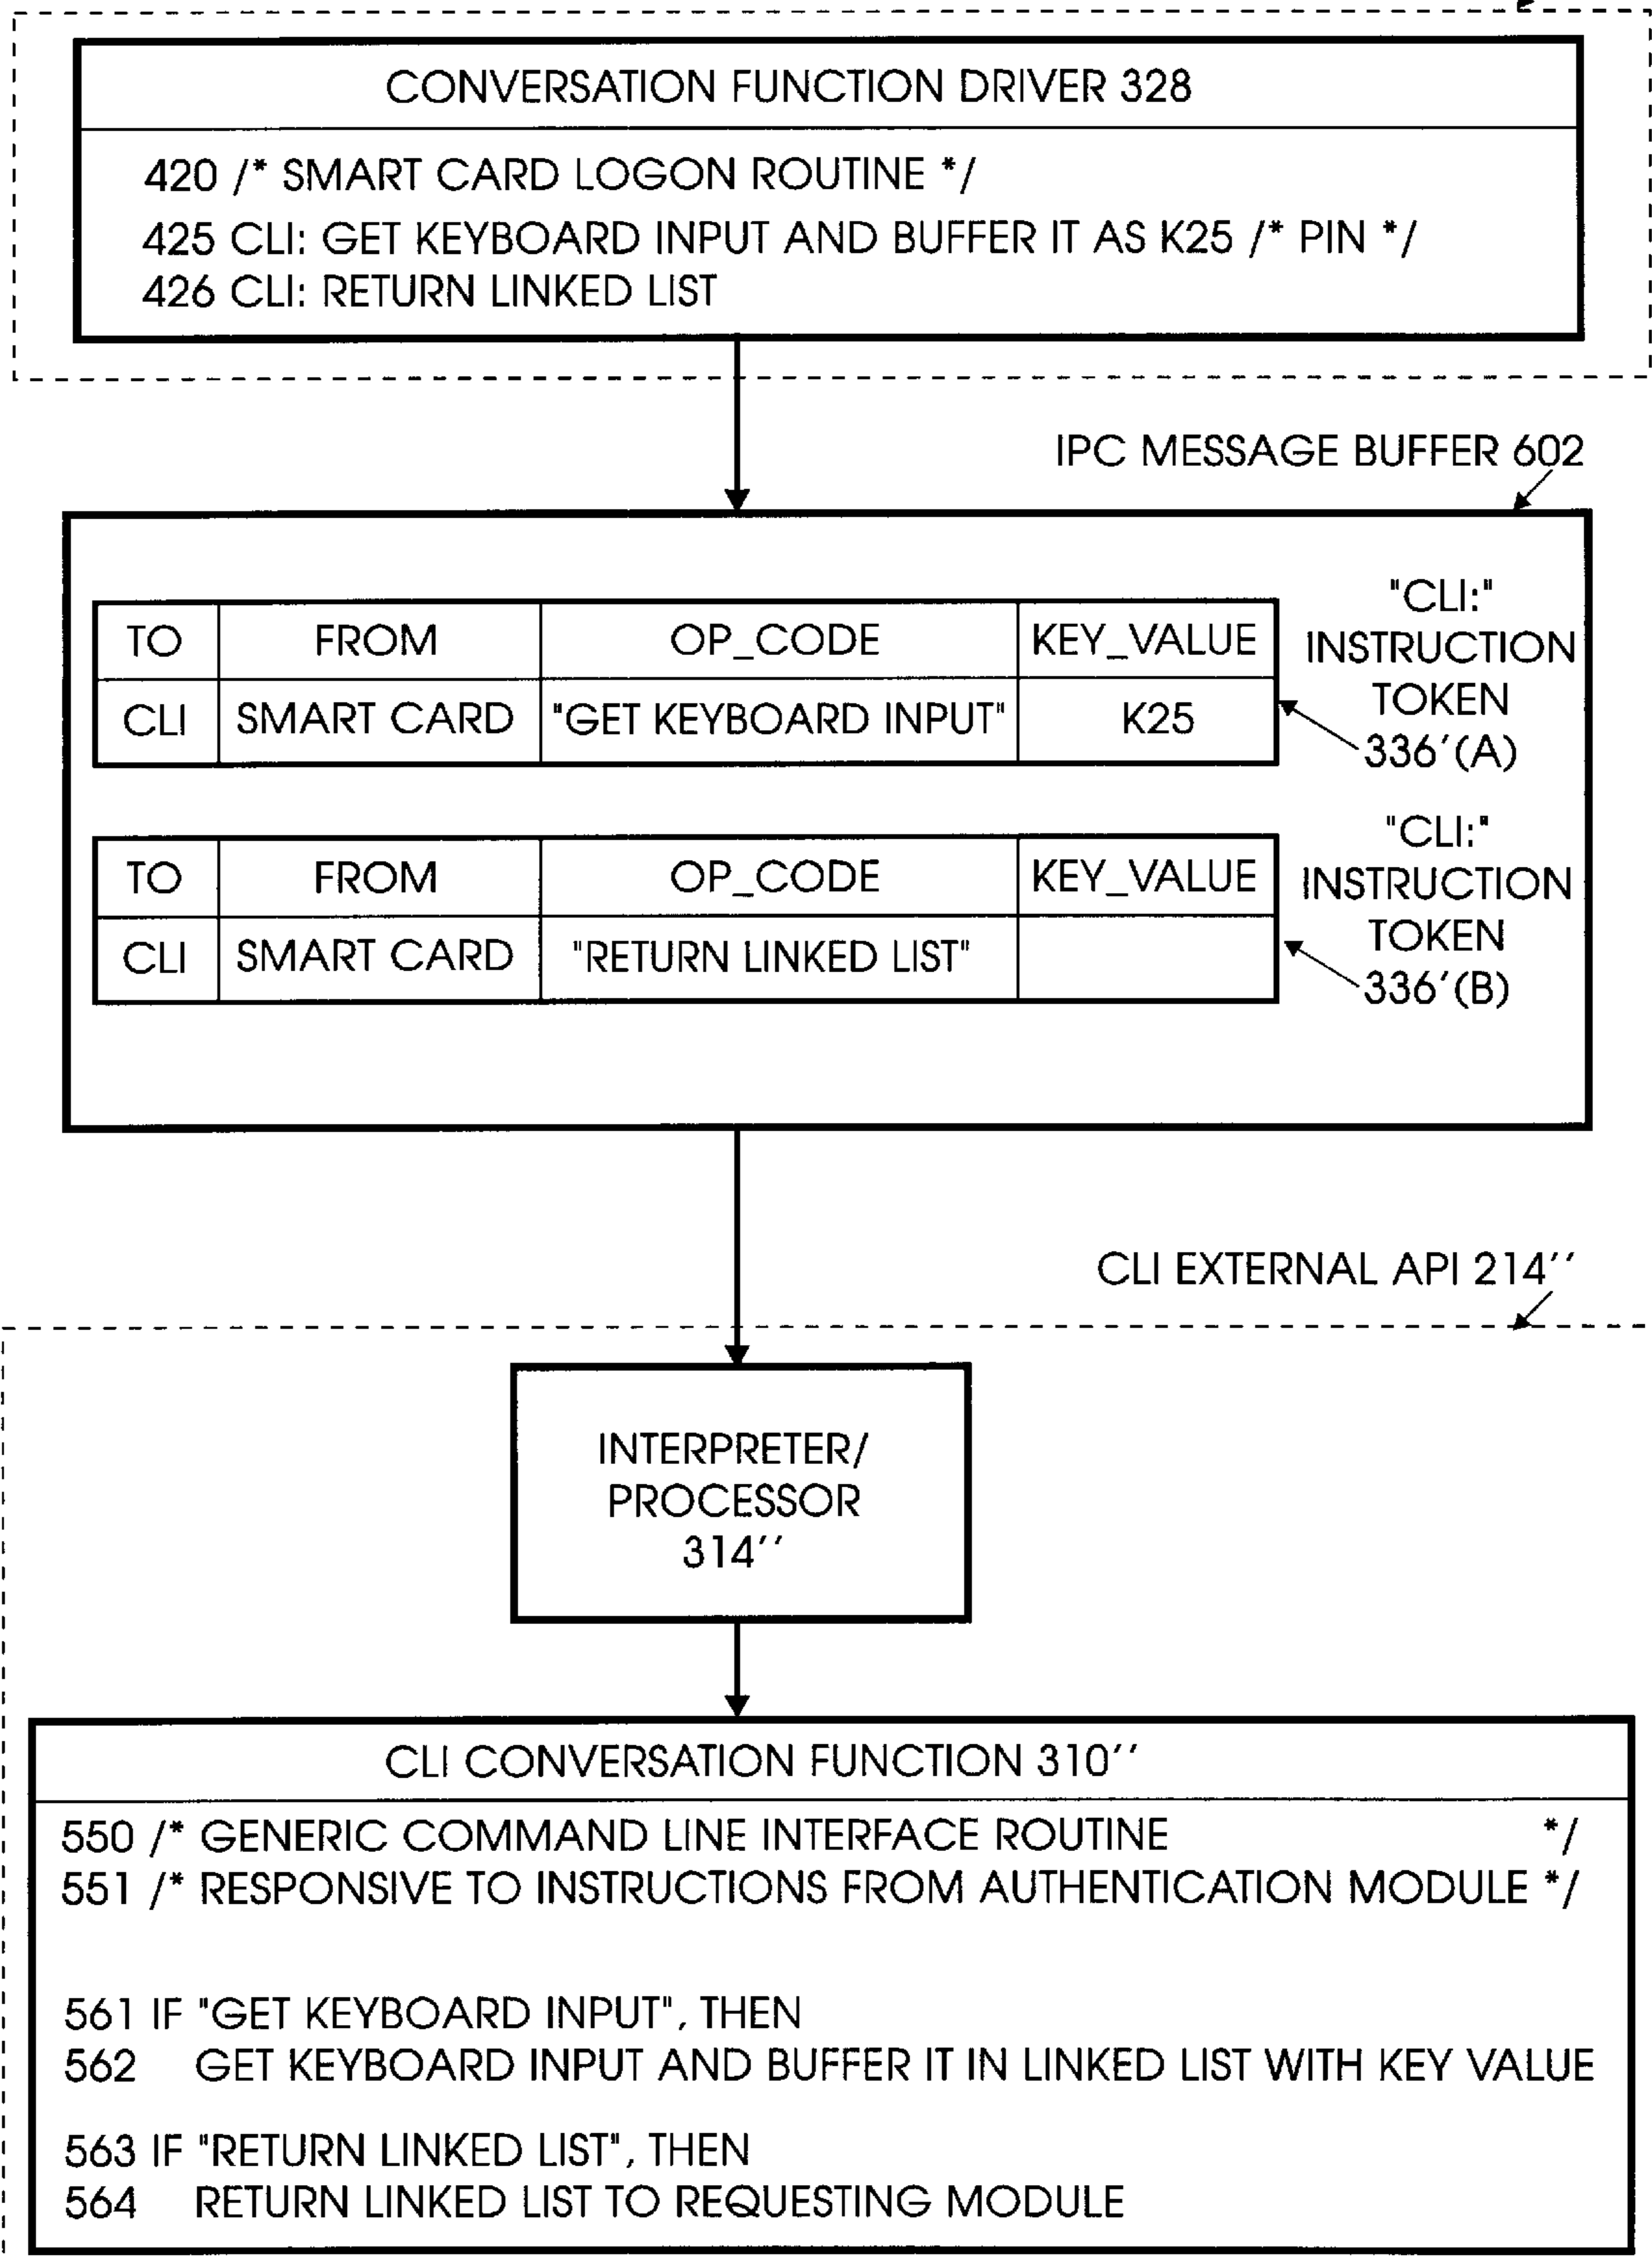 CONVERSATION FUNCTION DRIVER 328
420 /* SMART CARD LOGON ROUTINE */
425 CLI: GET KEYBOARD INPUT AND BUFFER IT AS K25 /* PIN */
426 CLI: RETURN LINKED LIST
IPC MESSAGE BUFFER 602
TO FROM OP_CODE KEY_VALUE
CLI SMART CARD "GET KEYBOARD INPUT" K25
"CLI:"
INSTRUCTION
TOKEN
336'(A)
TO FROM OP_CODE KEY_VALUE
CLI SMART CARD "RETURN LINKED LIST"
"CLI:"
INSTRUCTION
TOKEN
336'(B)
CLI EXTERNAL API 214''
INTERPRETER/
PROCESSOR
314''
CLI CONVERSATION FUNCTION 310''
550 /* GENERIC COMMAND LINE INTERFACE ROUTINE */
551 /* RESPONSIVE TO INSTRUCTIONS FROM AUTHENTICATION MODULE */
561 IF "GET KEYBOARD INPUT", THEN
562 GET KEYBOARD INPUT AND BUFFER IT IN LINKED LIST WITH KEY VALUE
563 IF "RETURN LINKED LIST", THEN
564 RETURN LINKED LIST TO REQUESTING MODULE